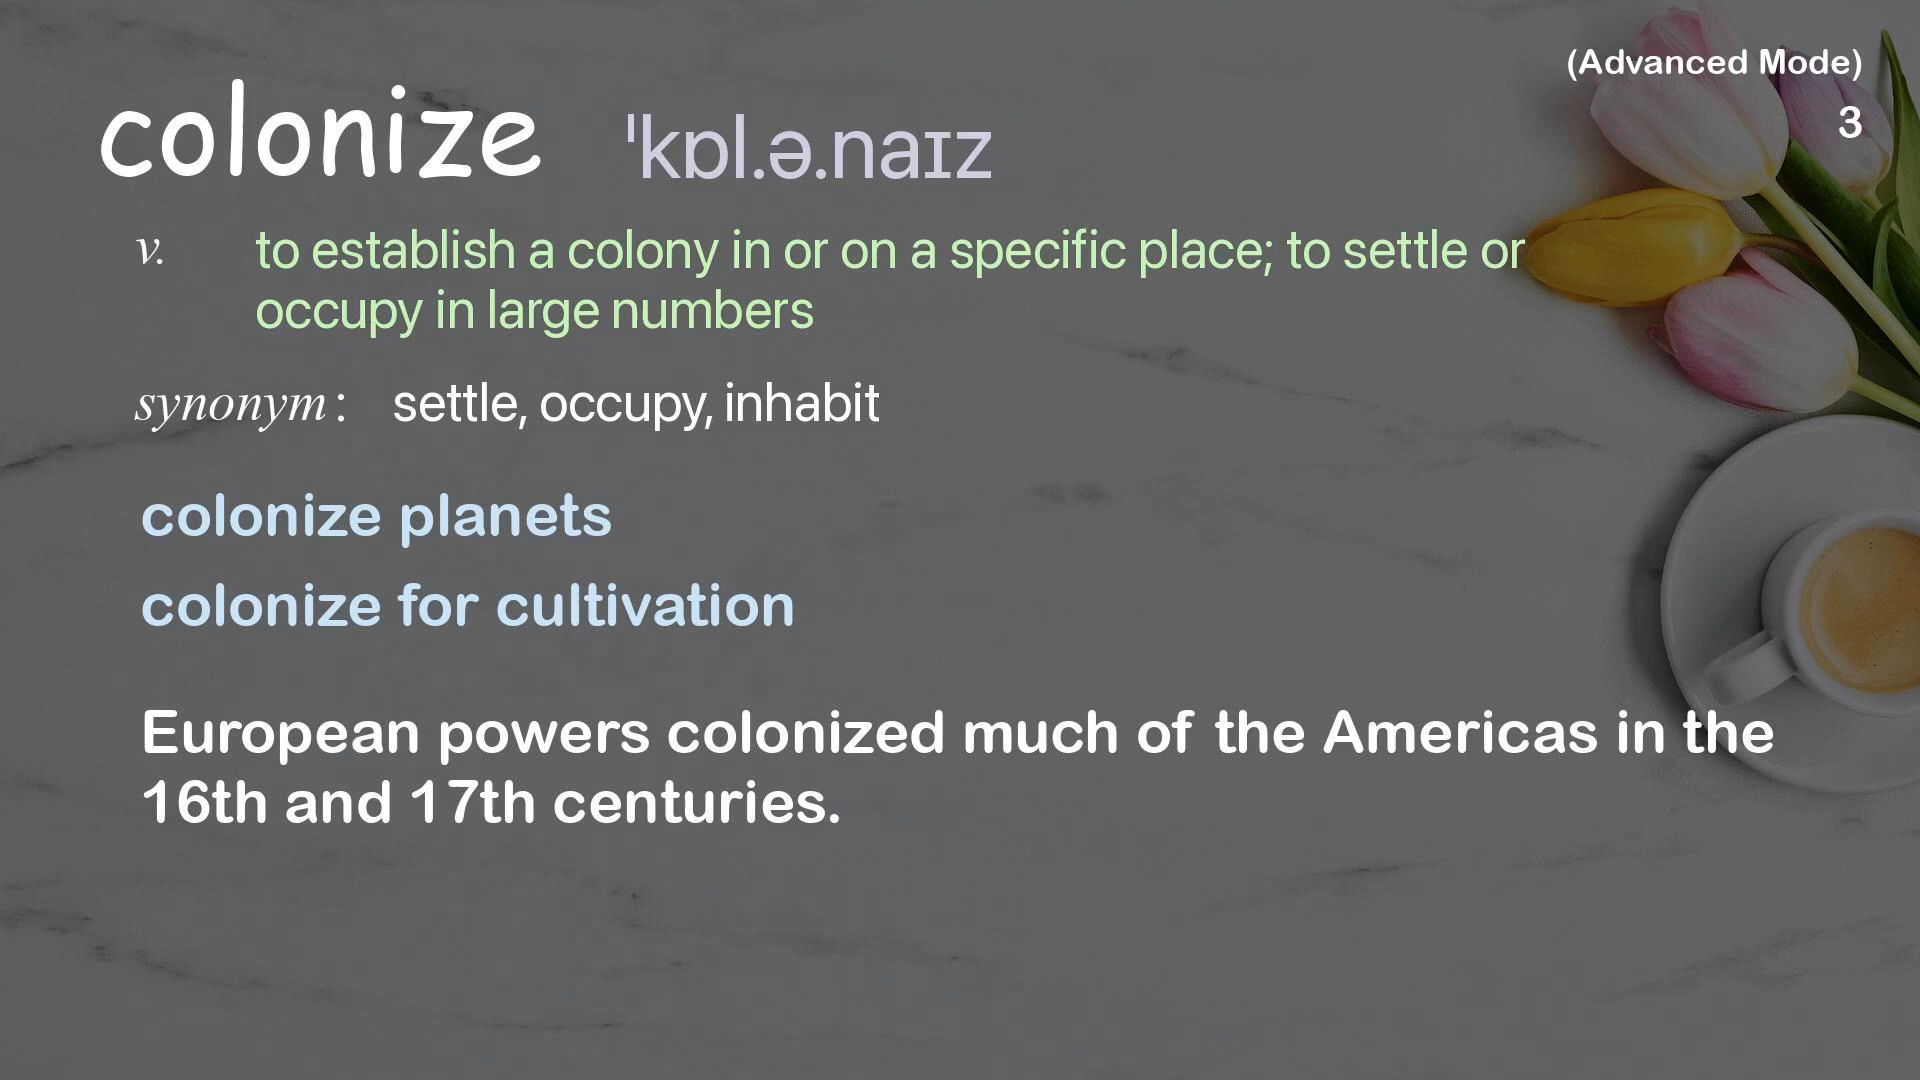 (Advanced Mode)
3
colonize ˈkɒl.ə.naɪz
v. to establish a colony in or on a specific place; to settle or
occupy in large numbers
synonym: settle, occupy, inhabit
colonize planets
colonize for cultivation
European powers colonized much of the Americas in the
16th and 17th centuries.